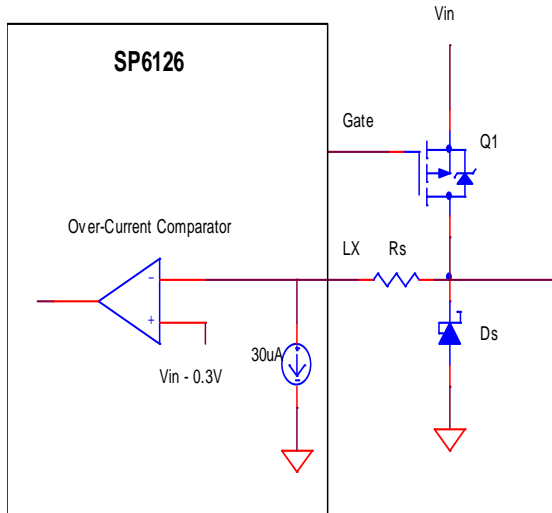 Vin
SP6126
Gate
Q1
Over-Current Comparator
LX
Rs
-
+
30uA
Vin - 0.3V
Ds